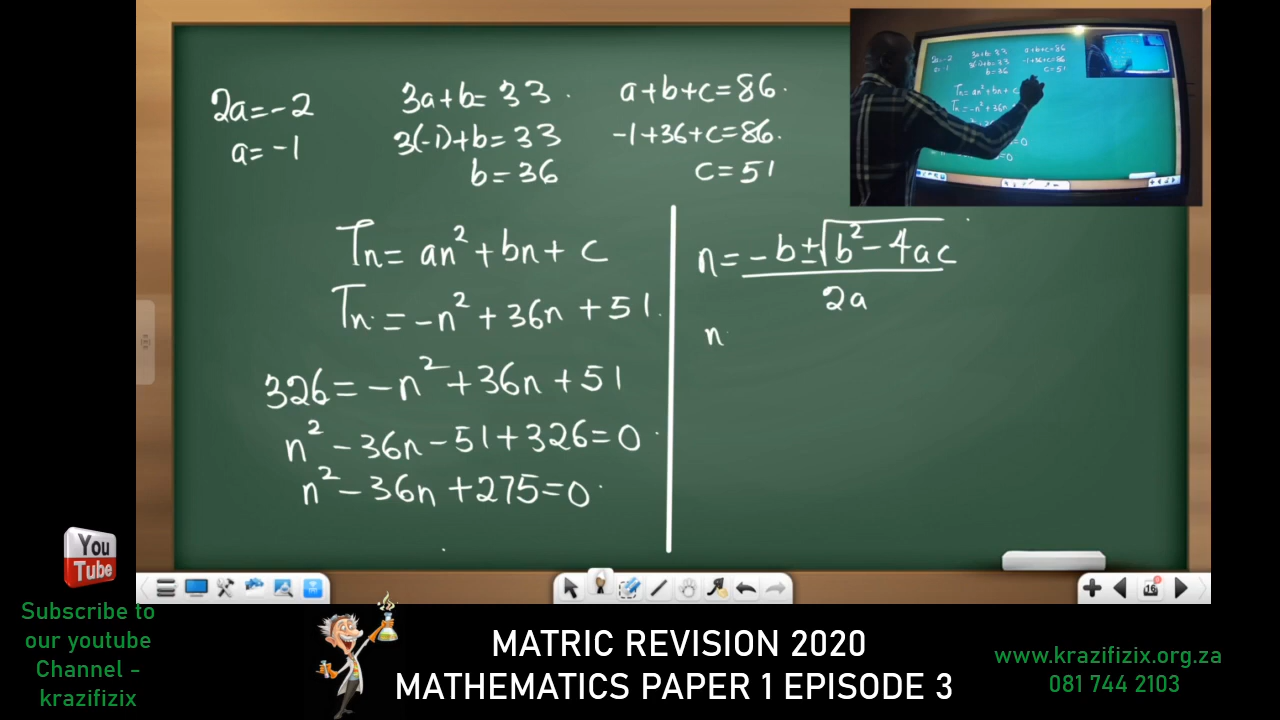 2a = -2
a = -1
3a + b = 33
3(-1) + b = 33
b = 36
a + b + c = 86
-1 + 36 + c = 86
c = 51
Tn = an² + bn + c
Tn = -n² + 36n + 51
326 = -n² + 36n + 51
n² - 36n - 51 + 326 = 0
n² - 36n + 275 = 0
n = -b ± √b² - 4ac
2a
n
You
Tube
Subscribe to
our youtube
Channel -
krazifizix
MATRIC REVISION 2020
MATHEMATICS PAPER 1 EPISODE 3
www.krazifizix.org.za
081 744 2103